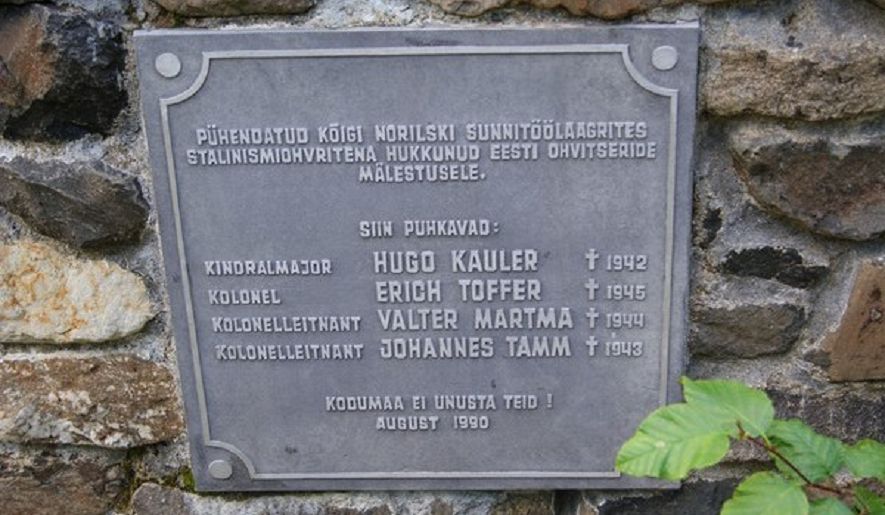 PÜHENDATUD KÕIGI NORILSKI SUNNITÖÖLAAGRITES
STALINISMIOHVRITENA HUKKUNUD EESTI OHVITSERIDE
MÄLESTUSELE.
SIIN PUHKAVAD:
KINDRALMAJOR HUGO KAULER † 1942
KOLONEL ERICH TOFFER † 1945
KOLONELLEITNANT VALTER MARTMA † 1944
KOLONELLEITNANT JOHANNES TAMM † 1943
KODUMAA EI UNUSTA TEID !
AUGUST 1990